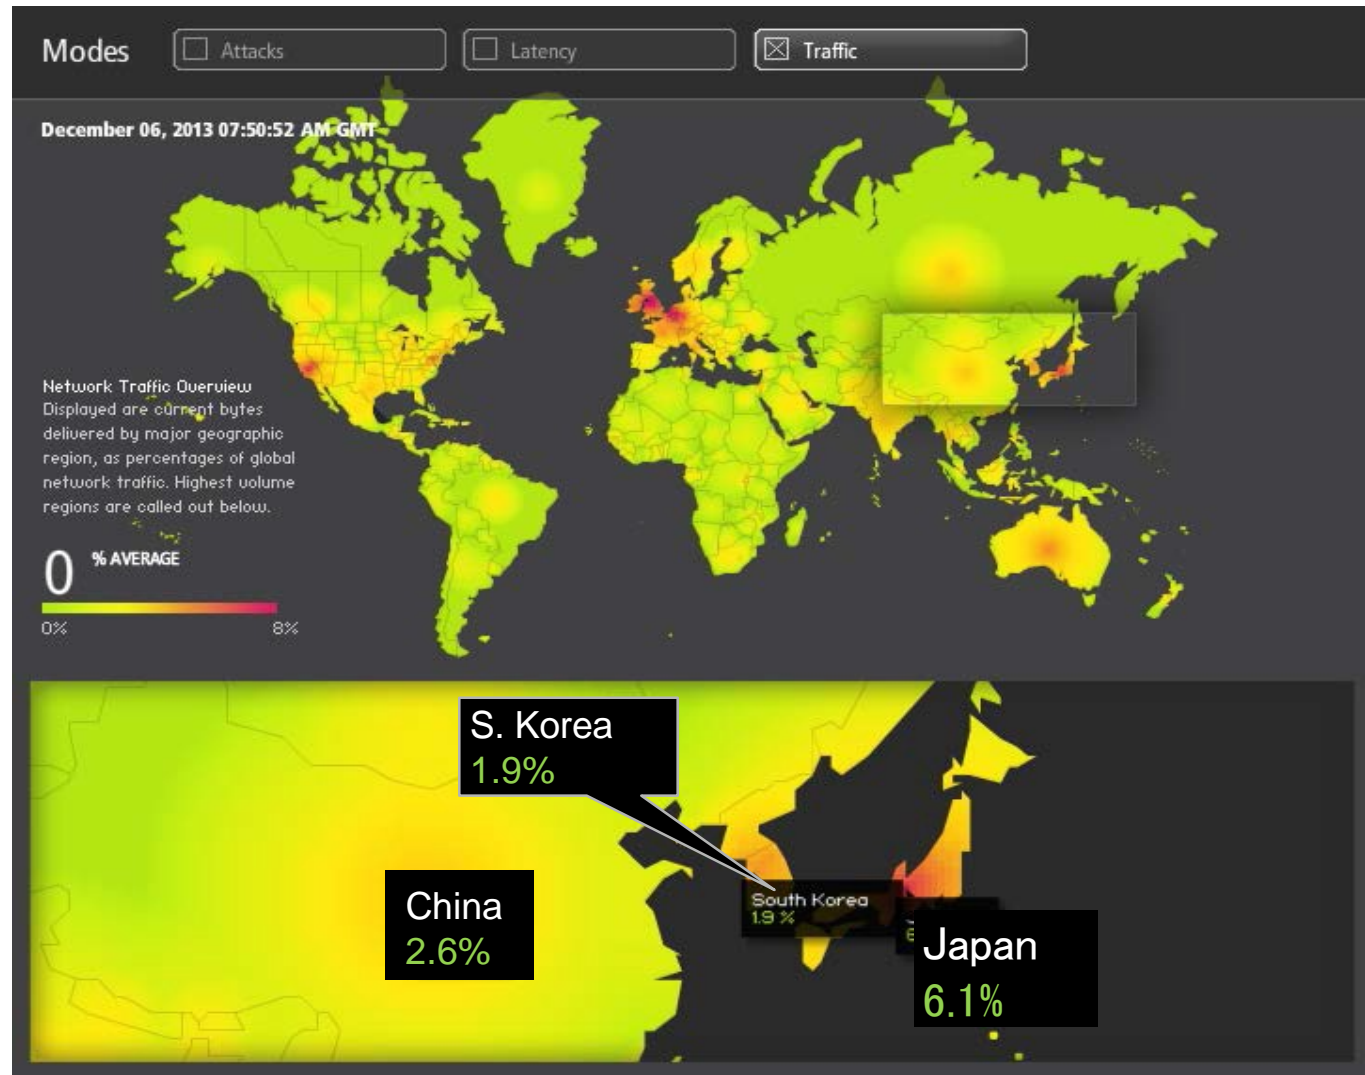 Modes
Attacks
Latency
Traffic
December 06, 2013 07:50:52 AM GMT
Network Traffic Overview
Displayed are current bytes
delivered by major geographic
region, as percentages of global
network traffic. Highest volume
regions are called out below.
0 % AVERAGE
0% 8%
S. Korea
1.9%
China
2.6%
South Korea
1.9 %
Japan
6.1%